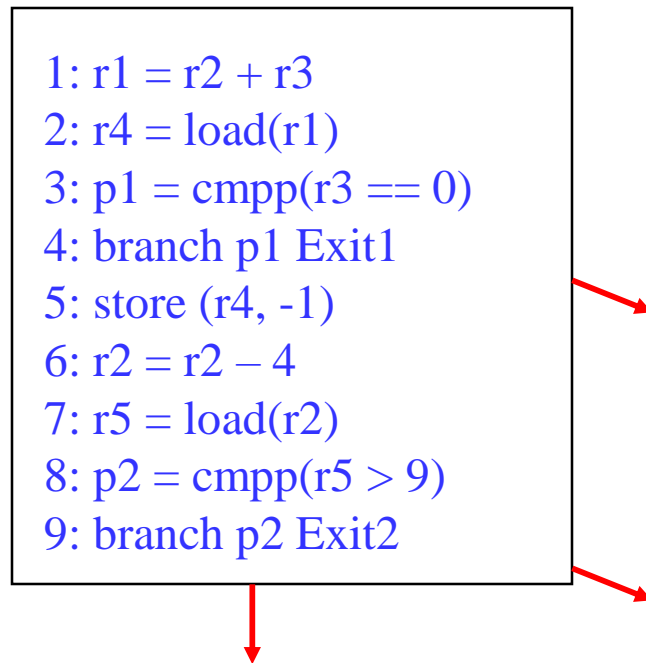 1: r1 = r2 + r3
2: r4 = load(r1)
3: p1 = cmpp(r3 == 0)
4: branch p1 Exit1
5: store (r4, -1)
6: r2 = r2 – 4
7: r5 = load(r2)
8: p2 = cmpp(r5 > 9)
9: branch p2 Exit2